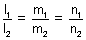 l₁/l₂ = m₁/m₂ = n₁/n₂